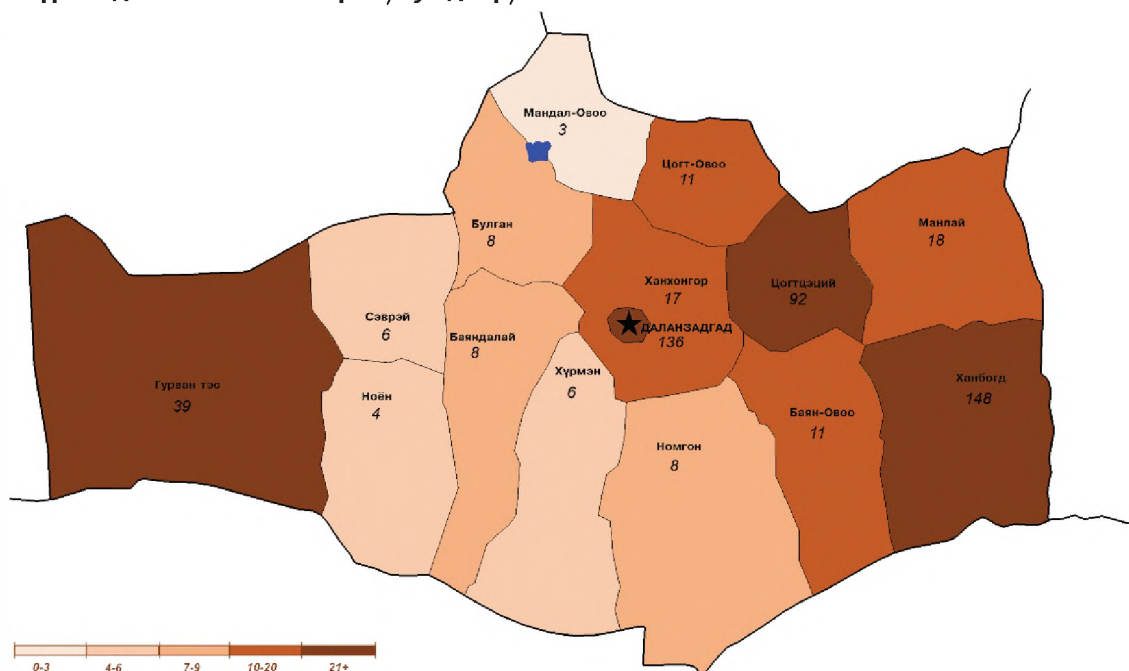 Мандал-Овоо
3
Цогт-Овоо
11
Булган
8
Манлай
18
Ханхонгор
17
Цогтцэций
92
Сэврэй
6
Баяндалай
8
ДАЛАНЗАДГАД
136
Хүрмэн
6
Гурван тэс
39
Ноён
4
Баян-Овоо
11
Ханбогд
148
Номгон
8
0-3 4-6 7-9 10-20 21+